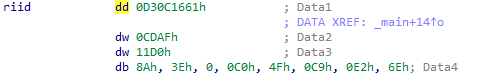 riid dd 0D30C1661h ; Data1
; DATA XREF: _main+14↑o
dw 0CDAFh ; Data2
dw 11D0h ; Data3
db 8Ah, 3Eh, 0, 0C0h, 4Fh, 0C9h, 0E2h, 6Eh; Data4